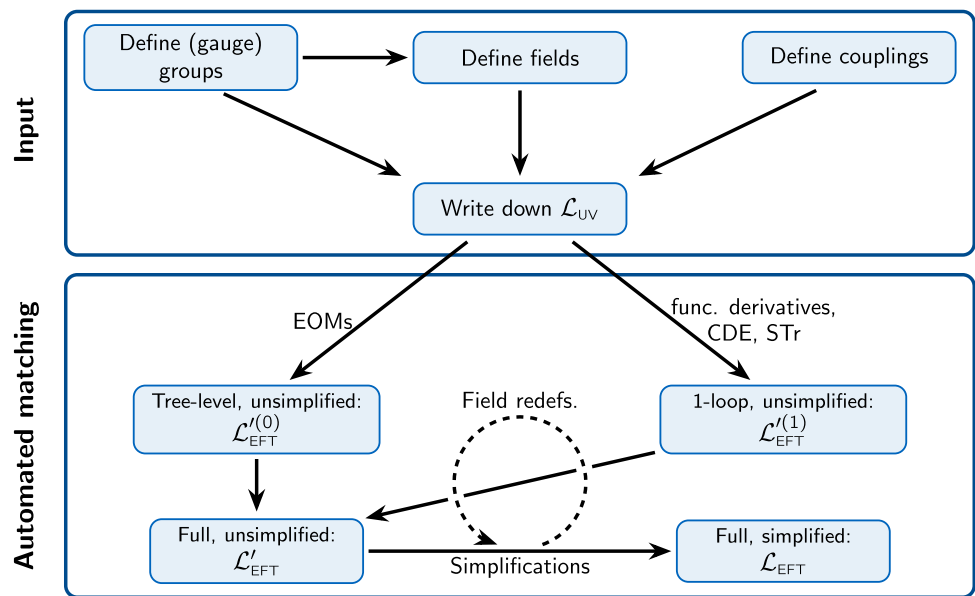 Input
Define (gauge)
groups
Define fields
Define couplings
Write down ℒ_UV
Automated matching
EOMs
func. derivatives,
CDE, STr
Tree-level, unsimplified:
ℒ′_EFT^(0)
Field redefs.
1-loop, unsimplified:
ℒ′_EFT^(1)
Full, unsimplified:
ℒ′_EFT
Simplifications
Full, simplified:
ℒ_EFT